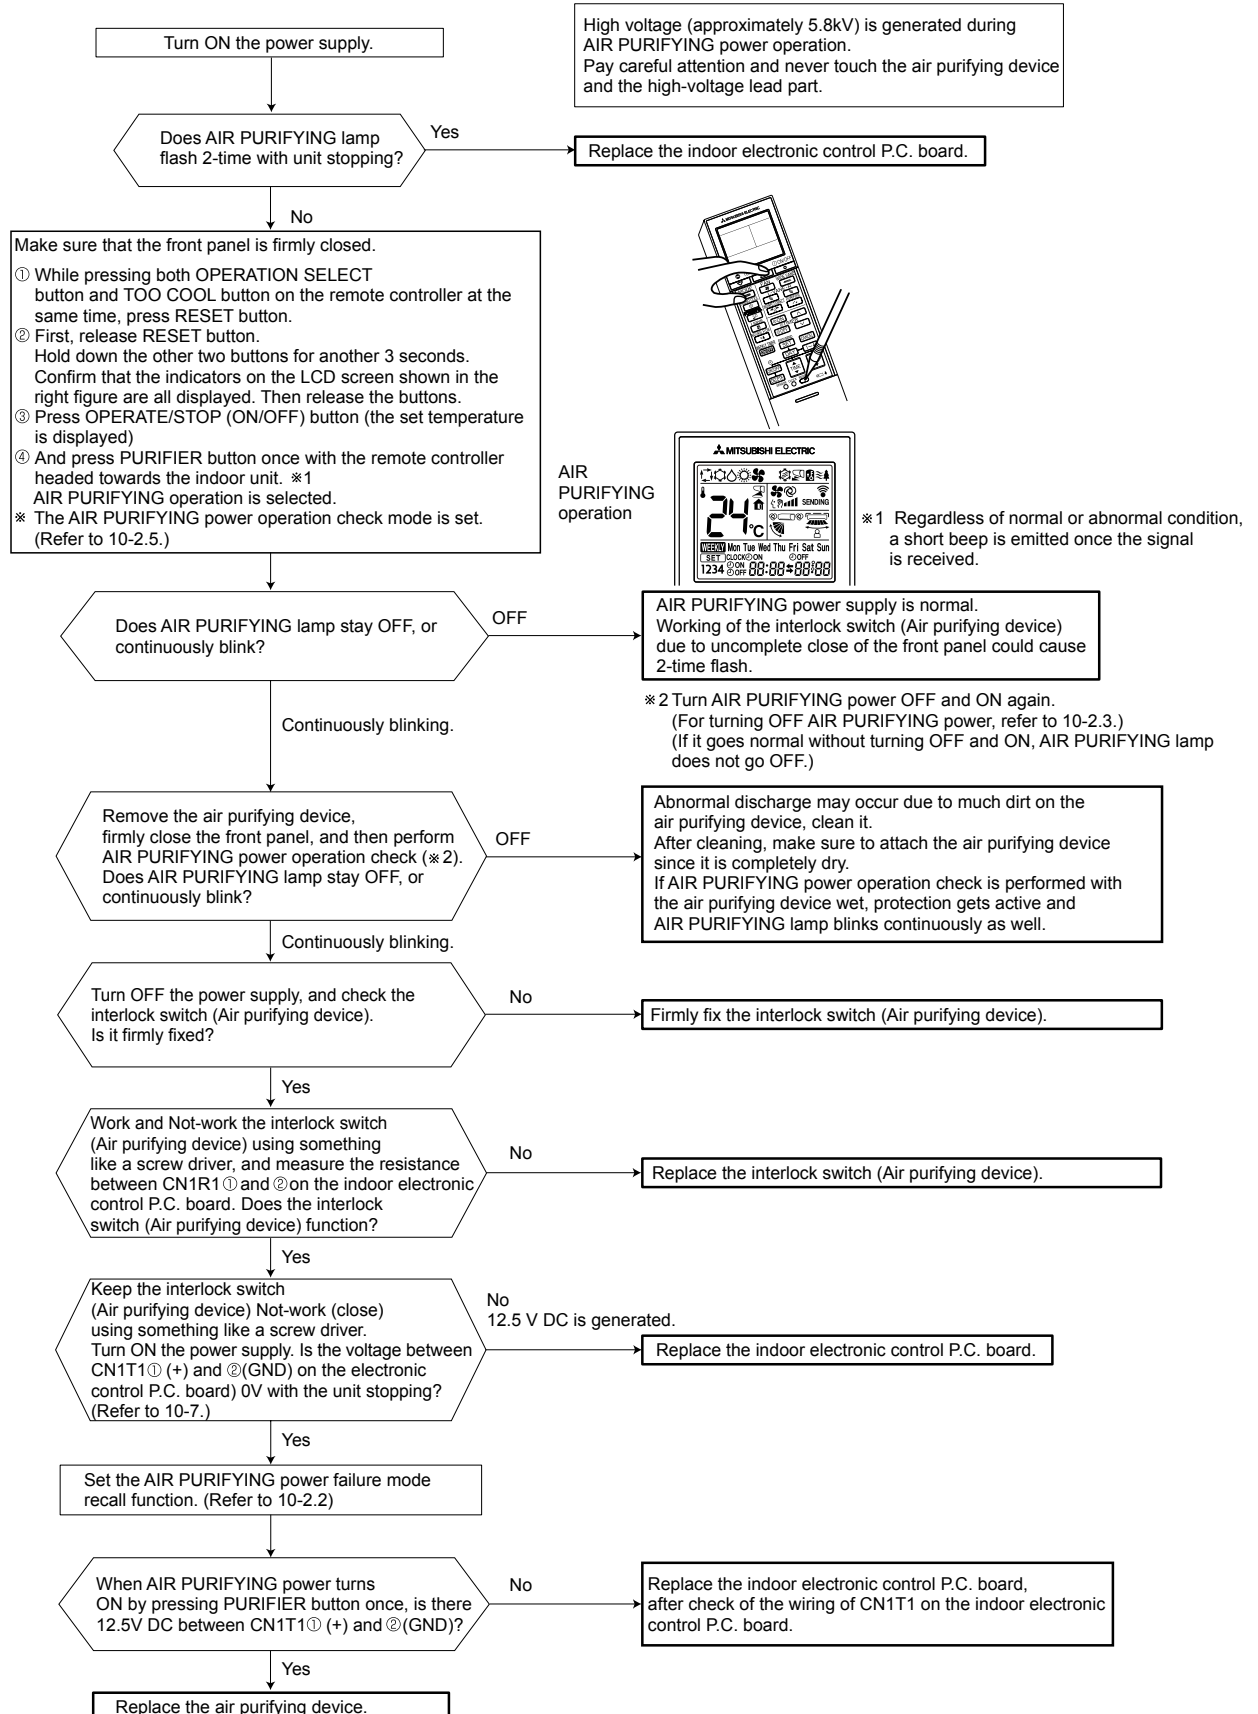 Turn ON the power supply.
High voltage (approximately 5.8kV) is generated during
AIR PURIFYING power operation.
Pay careful attention and never touch the air purifying device
and the high-voltage lead part.
Does AIR PURIFYING lamp
flash 2-time with unit stopping?
Yes
Replace the indoor electronic control P.C. board.
No
Make sure that the front panel is firmly closed.
① While pressing both OPERATION SELECT
button and TOO COOL button on the remote controller at the
same time, press RESET button.
② First, release RESET button.
Hold down the other two buttons for another 3 seconds.
Confirm that the indicators on the LCD screen shown in the
right figure are all displayed. Then release the buttons.
③ Press OPERATE/STOP (ON/OFF) button (the set temperature
is displayed)
④ And press PURIFIER button once with the remote controller
headed towards the indoor unit. ※1
AIR PURIFYING operation is selected.
※ The AIR PURIFYING power operation check mode is set.
(Refer to 10-2.5.)
AIR
PURIFYING
operation
MITSUBISHI ELECTRIC
SENDING
24°C
WEEKLY Mon Tue Wed Thu Fri Sat Sun
SET CLOCK ON OFF
1234 ON OFF 88:88 88:88
※1 Regardless of normal or abnormal condition,
a short beep is emitted once the signal
is received.
Does AIR PURIFYING lamp stay OFF, or
continuously blink?
OFF
AIR PURIFYING power supply is normal.
Working of the interlock switch (Air purifying device)
due to uncomplete close of the front panel could cause
2-time flash.
Continuously blinking.
※2 Turn AIR PURIFYING power OFF and ON again.
(For turning OFF AIR PURIFYING power, refer to 10-2.3.)
(If it goes normal without turning OFF and ON, AIR PURIFYING lamp
does not go OFF.)
Remove the air purifying device,
firmly close the front panel, and then perform
AIR PURIFYING power operation check (※2).
Does AIR PURIFYING lamp stay OFF, or
continuously blink?
OFF
Abnormal discharge may occur due to much dirt on the
air purifying device, clean it.
After cleaning, make sure to attach the air purifying device
since it is completely dry.
If AIR PURIFYING power operation check is performed with
the air purifying device wet, protection gets active and
AIR PURIFYING lamp blinks continuously as well.
Continuously blinking.
Turn OFF the power supply, and check the
interlock switch (Air purifying device).
Is it firmly fixed?
No
Firmly fix the interlock switch (Air purifying device).
Yes
Work and Not-work the interlock switch
(Air purifying device) using something
like a screw driver, and measure the resistance
between CN1R1 ① and ② on the indoor electronic
control P.C. board. Does the interlock
switch (Air purifying device) function?
No
Replace the interlock switch (Air purifying device).
Yes
Keep the interlock switch
(Air purifying device) Not-work (close)
using something like a screw driver.
Turn ON the power supply. Is the voltage between
CN1T1① (+) and ②(GND) on the electronic
control P.C. board) 0V with the unit stopping?
(Refer to 10-7.)
No
12.5 V DC is generated.
Replace the indoor electronic control P.C. board.
Yes
Set the AIR PURIFYING power failure mode
recall function. (Refer to 10-2.2)
When AIR PURIFYING power turns
ON by pressing PURIFIER button once, is there
12.5V DC between CN1T1① (+) and ②(GND)?
No
Replace the indoor electronic control P.C. board,
after check of the wiring of CN1T1 on the indoor electronic
control P.C. board.
Yes
Replace the air purifying device.